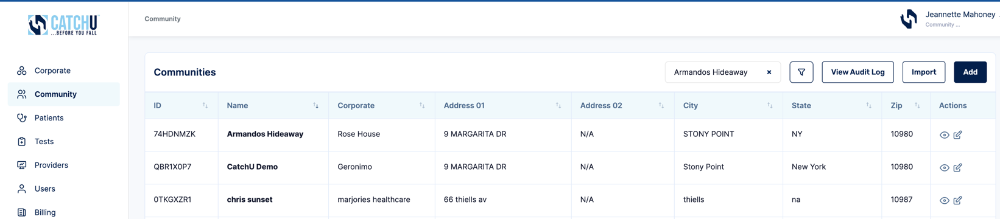 CATCHU
...BEFORE YOU FALL
Community
Jeannette Mahoney
Community ...
Corporate
Community
Patients
Tests
Providers
Users
Billing
Communities
Armandos Hideaway ×
View Audit Log
Import
Add
ID Name Corporate Address 01 Address 02 City State Zip Actions
74HDNMZK Armandos Hideaway Rose House 9 MARGARITA DR N/A STONY POINT NY 10980
QBR1X0P7 CatchU Demo Geronimo 9 MARGARITA DR N/A Stony Point New York 10980
0TKGXZR1 chris sunset marjories healthcare 66 thiells av N/A thiells na 10987